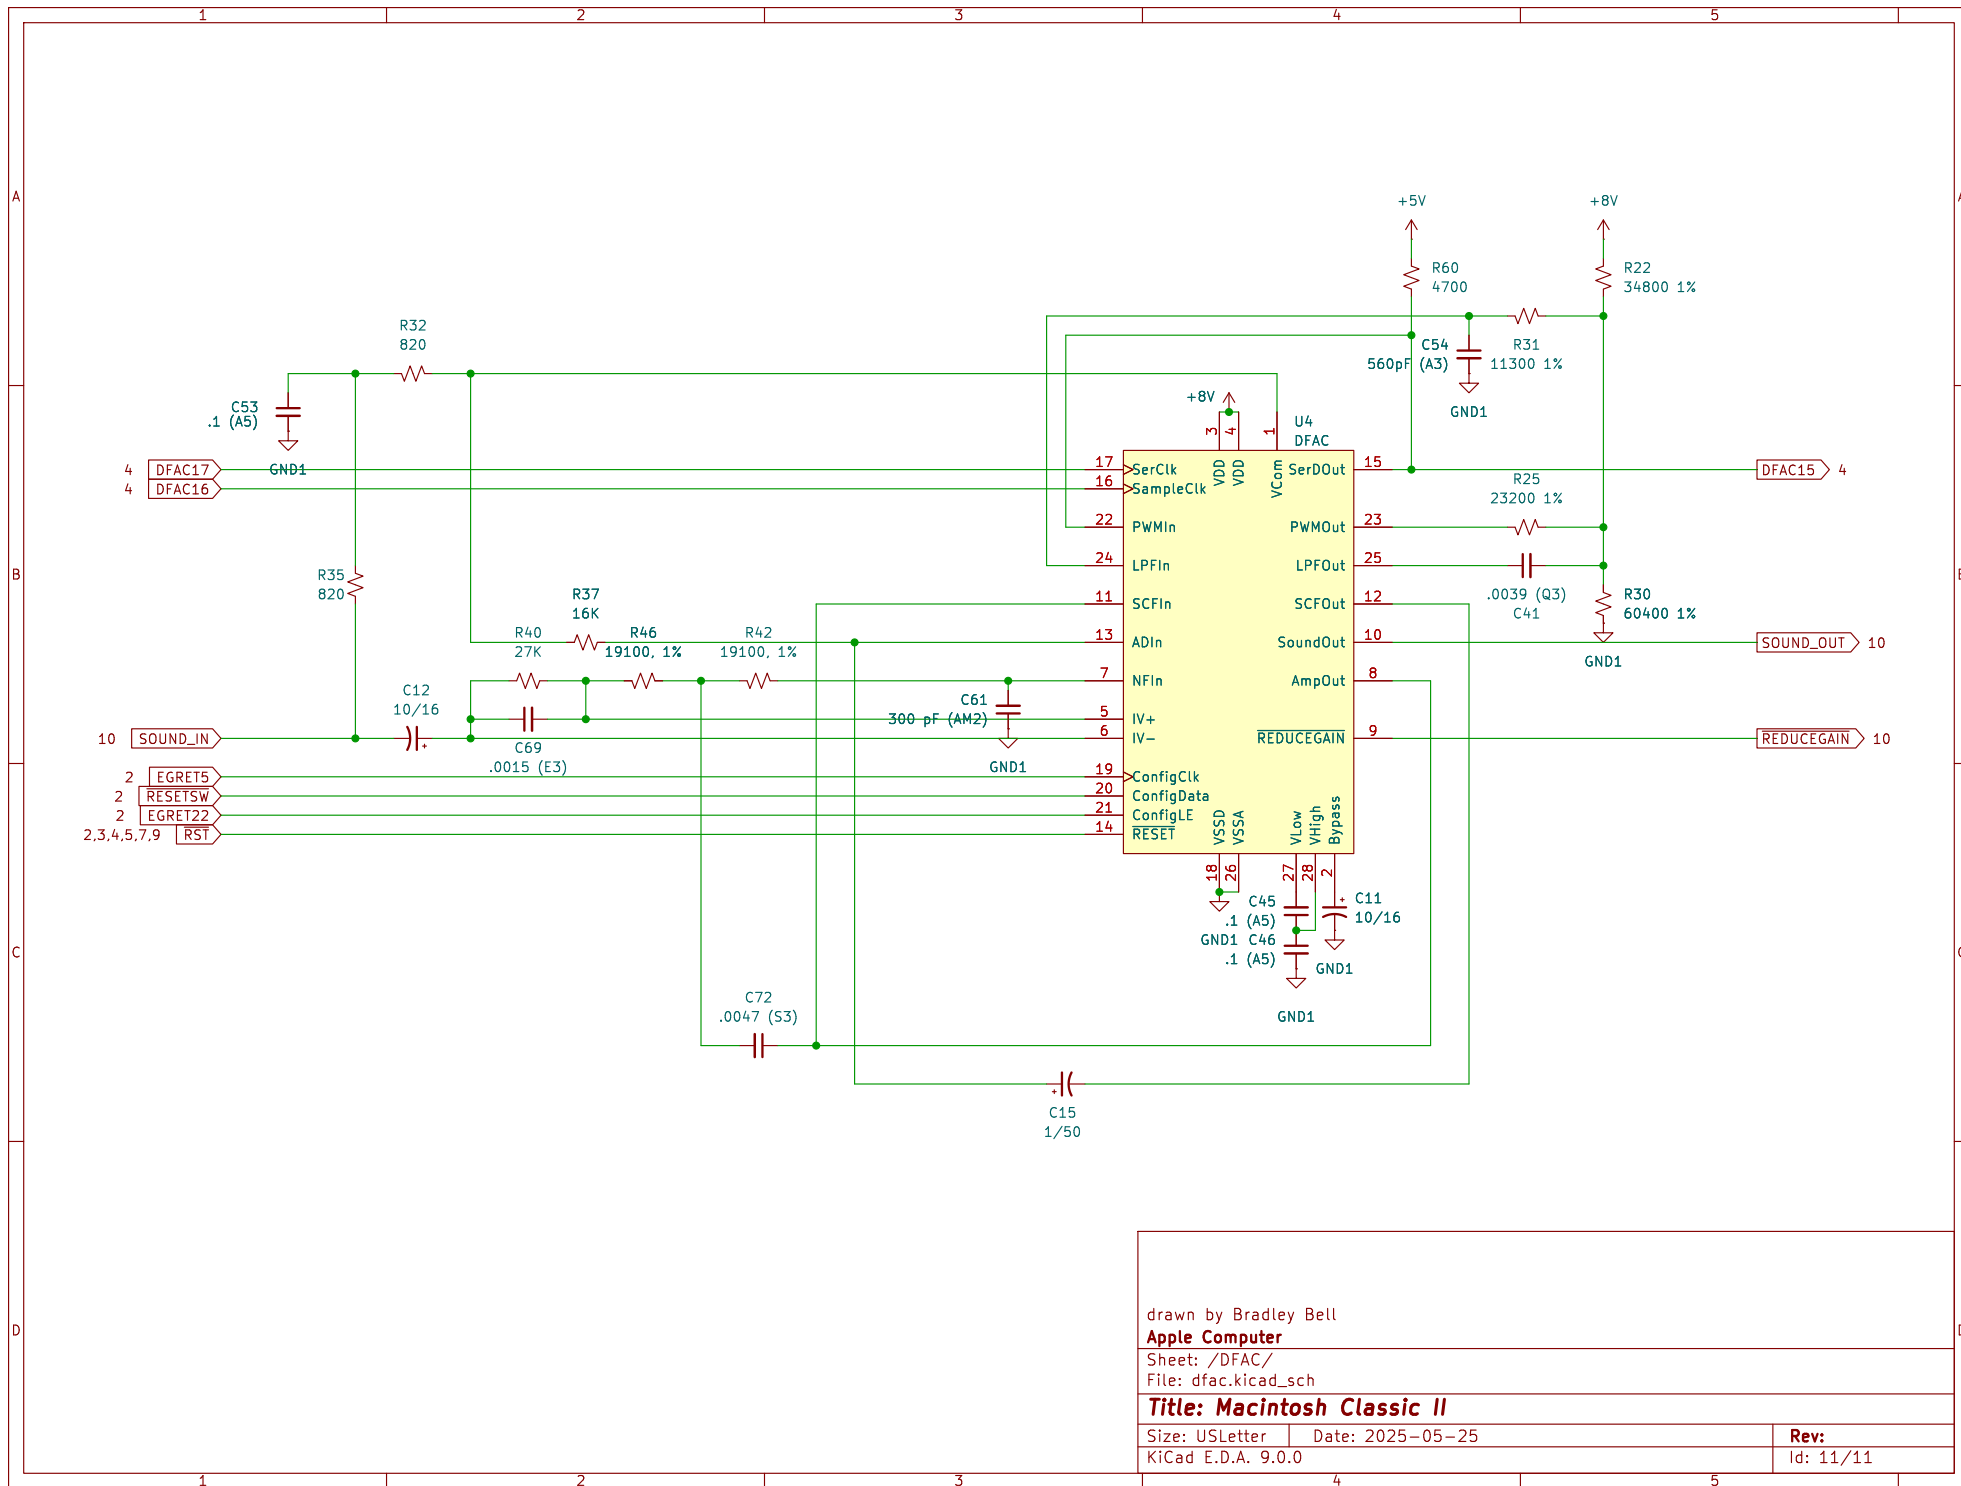 1 2 3 4 5
A
+5V +8V
R60
4700
R22
34800 1%
R32
820
C54
560pF (A3)
R31
11300 1%
C53
.1 (A5)
GND1
+8V
GND1
U4
DFAC
3 4 1
VDD VDD VCom
4 DFAC17
4 DFAC16
17 SerClk
16 SampleClk
22 PWMIn
24 LPFIn
11 SCFIn
13 ADIn
7 NFIn
5 IV+
6 IV-
19 ConfigClk
20 ConfigData
21 ConfigLE
14 RESET
SerDOut 15
PWMOut 23
LPFOut 25
SCFOut 12
SoundOut 10
AmpOut 8
REDUCEGAIN 9
DFAC15 4
R25
23200 1%
B
R35
820
R37
16K
.0039 (Q3)
C41
R30
60400 1%
GND1
SOUND_OUT 10
R40
27K
R46
19100, 1%
R42
19100, 1%
C12
10/16
C61
300 pF (AM2)
GND1
10 SOUND_IN
C69
.0015 (E3)
REDUCEGAIN 10
2 EGRET5
2 RESETSW
2 EGRET22
2,3,4,5,7,9 RST
VSSD VSSA VLow VHigh Bypass
18 26 27 28 2
C45
.1 (A5)
C11
10/16
GND1
C46
.1 (A5)
GND1
GND1
C
C72
.0047 (S3)
C15
1/50
D
drawn by Bradley Bell
Apple Computer
Sheet: /DFAC/
File: dfac.kicad_sch
Title: Macintosh Classic II
Size: USLetter Date: 2025-05-25 Rev:
KiCad E.D.A. 9.0.0 Id: 11/11
1 2 3 4 5